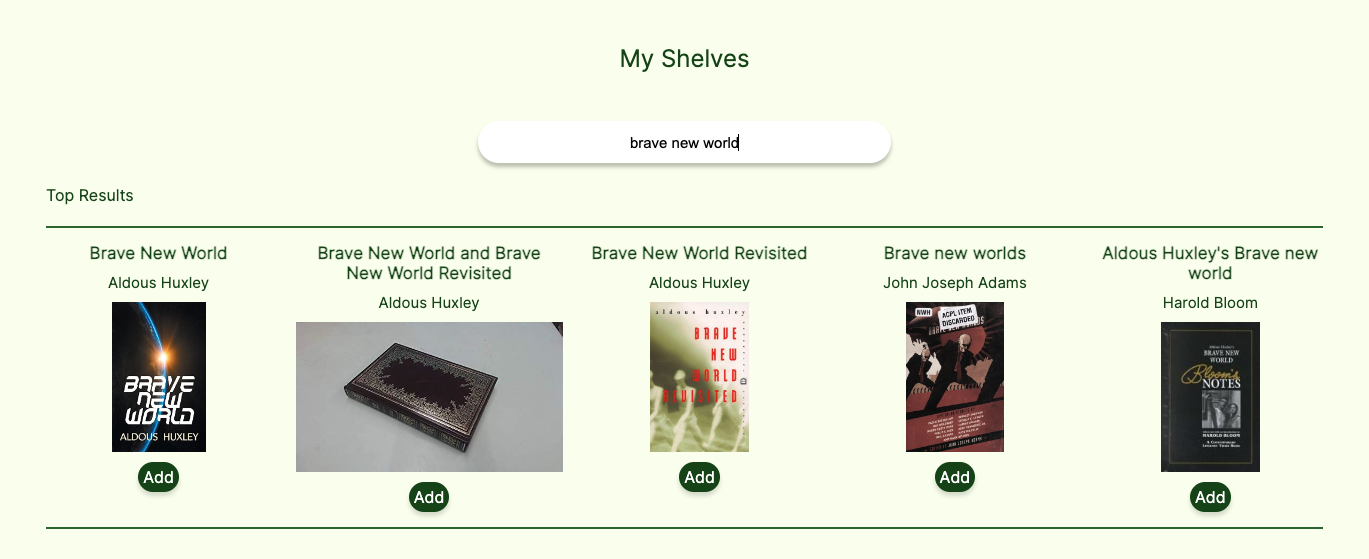 My Shelves
brave new world
Top Results
Brave New World
Aldous Huxley
BRAVE
NEW
WORLD
ALDOUS HUXLEY
Add
Brave New World and Brave
New World Revisited
Aldous Huxley
Add
Brave New World Revisited
Aldous Huxley
aldous huxley
BRAVE
NEW
WORLD
REVISITED
Add
Brave new worlds
John Joseph Adams
NWH
ACPL ITEM
DISCARDED
Add
Aldous Huxley's Brave new
world
Harold Bloom
Aldous Huxley's
BRAVE NEW
WORLD
Bloom's
NOTES
HAROLD BLOOM
Add